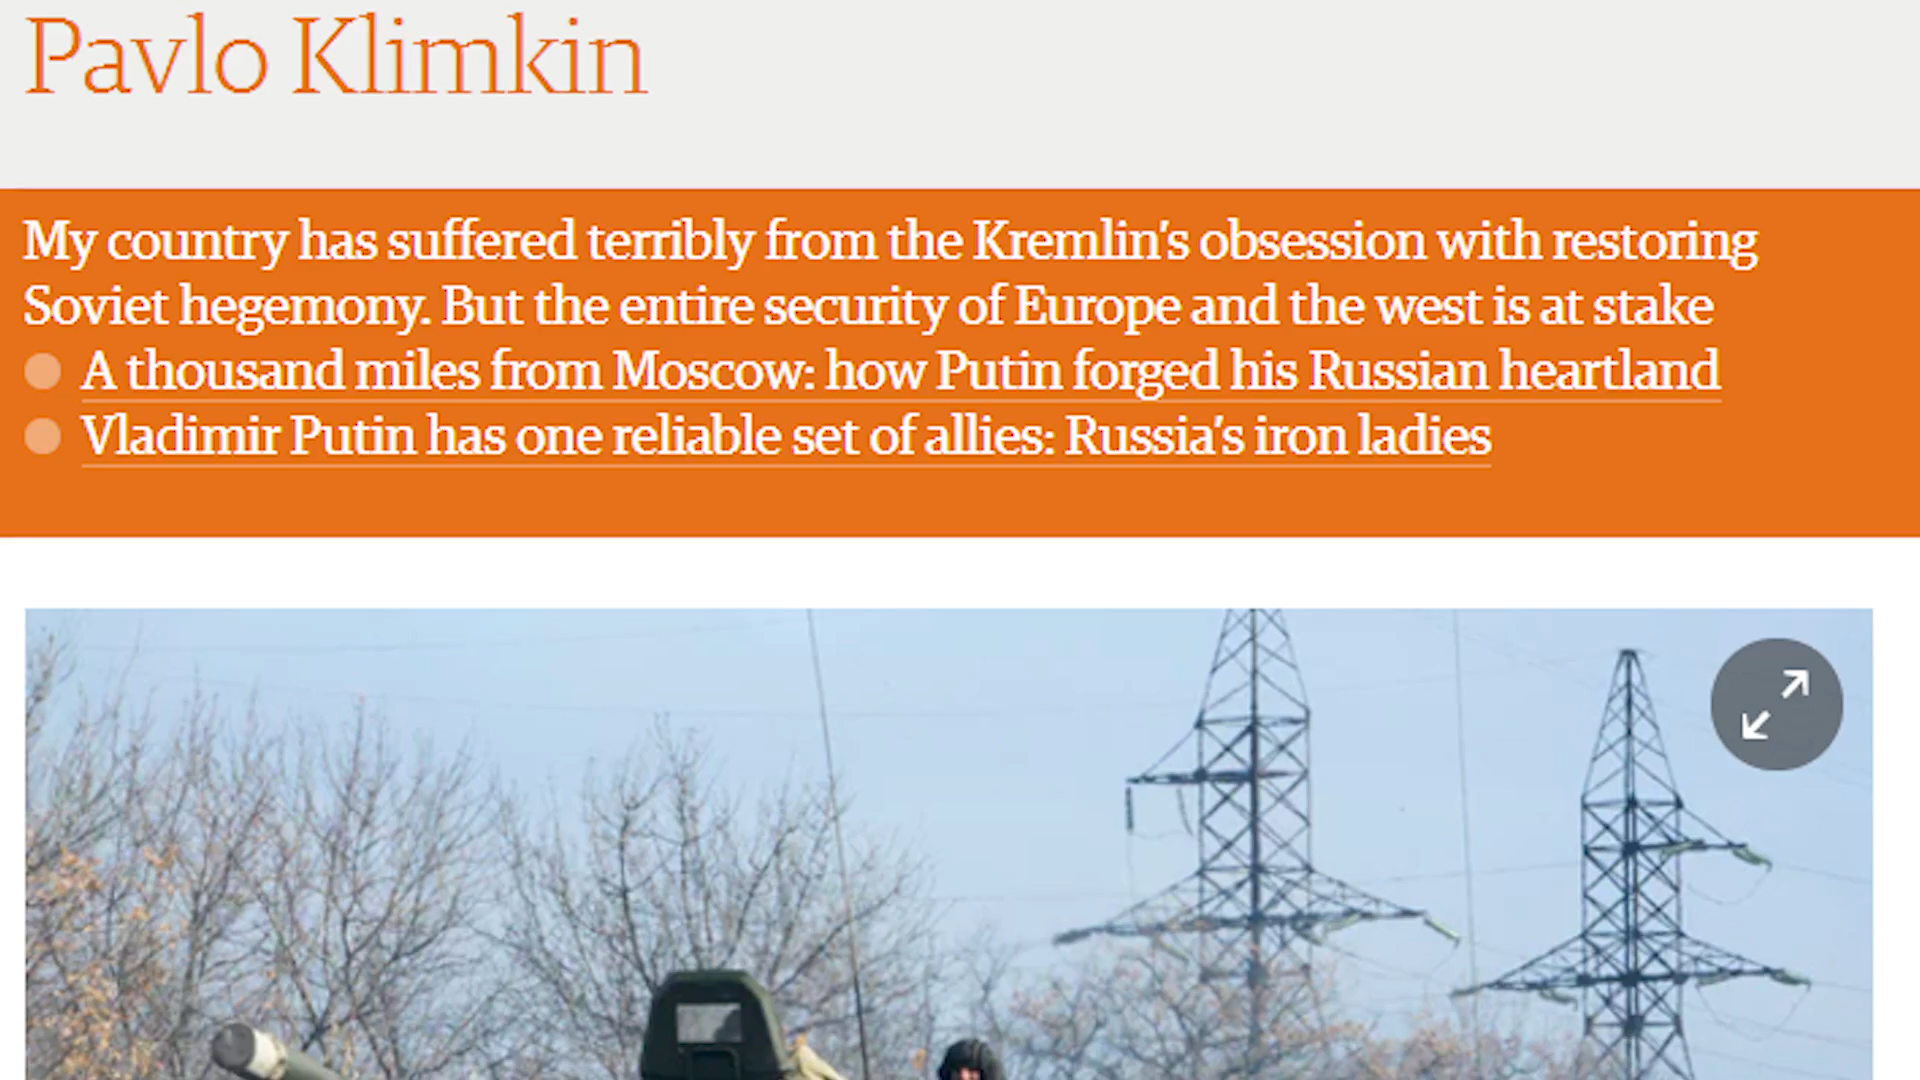 Pavlo Klimkin
My country has suffered terribly from the Kremlin's obsession with restoring
Soviet hegemony. But the entire security of Europe and the west is at stake
A thousand miles from Moscow: how Putin forged his Russian heartland
Vladimir Putin has one reliable set of allies: Russia's iron ladies